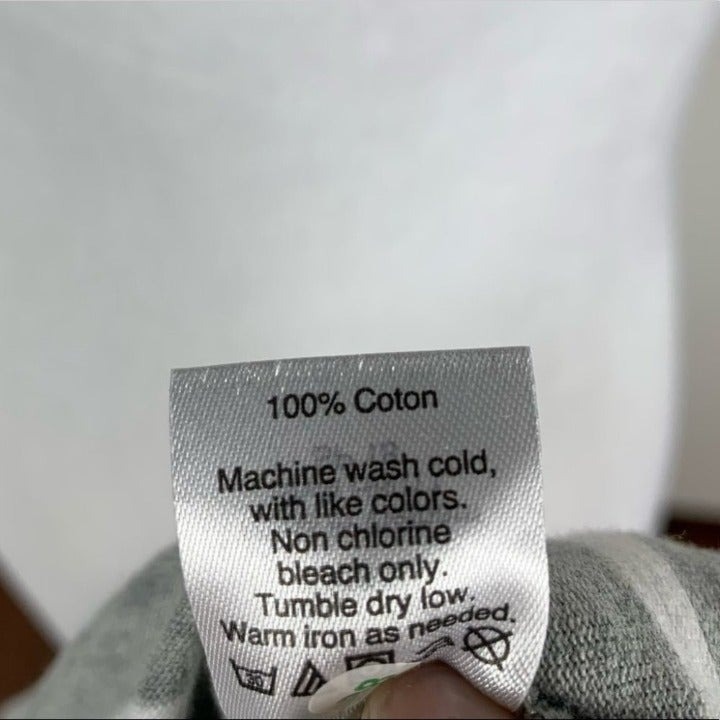 100% Coton
Machine wash cold,
with like colors.
Non chlorine
bleach only.
Tumble dry low.
Warm iron as needed.
30